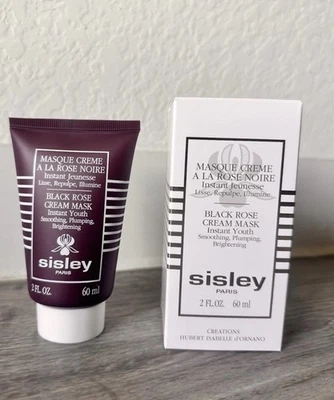 MASQUE CREME
A LA ROSE NOIRE
Instant Jeunesse
Lisse, Repulpe, Illumine
BLACK ROSE
CREAM MASK
Instant Youth
Smoothing, Plumping,
Brightening
sisley
PARIS
2 FL.OZ. 60 ml
MASQUE CREME
A LA ROSE NOIRE
Instant Jeunesse
Lisse, Repulpe, Illumine
BLACK ROSE
CREAM MASK
Instant Youth
Smoothing, Plumping,
Brightening
sisley
PARIS
2 FL.OZ. 60 ml
CREATIONS
HUBERT ISABELLE d'ORNANO